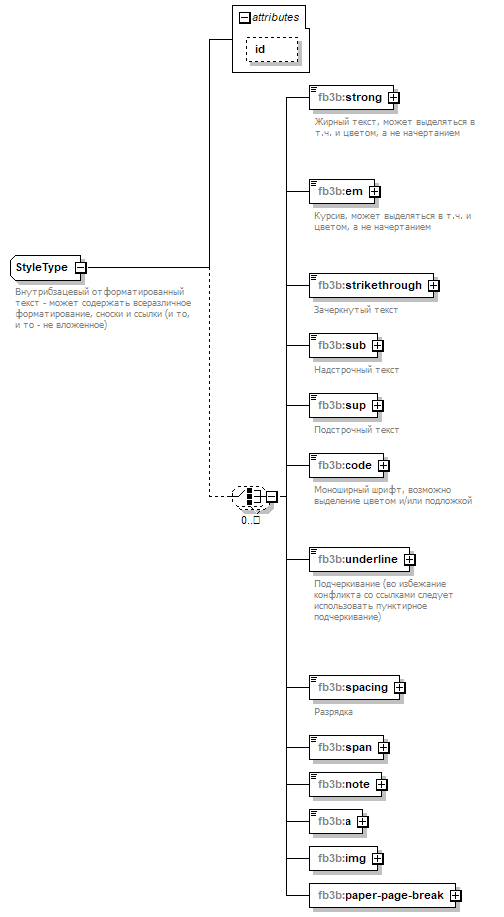 attributes
id
fb3b:strong
Жирный текст, может выделяться в
т.ч. и цветом, а не начертанием
fb3b:em
Курсив, может выделяться в т.ч. и
цветом, а не начертанием
StyleType
Внутрибзацевый отформатированный
текст - может содержать всеразличное
форматирование, сноски и ссылки (и то,
и то - не вложенное)
fb3b:strikethrough
Зачеркнутый текст
fb3b:sub
Надстрочный текст
fb3b:sup
Подстрочный текст
fb3b:code
Моноширный шрифт, возможно
выделение цветом и/или подложкой
0..
fb3b:underline
Подчеркивание (во избежание
конфликта со ссылками следует
использовать пунктирное
подчеркивание)
fb3b:spacing
Разрядка
fb3b:span
fb3b:note
fb3b:a
fb3b:img
fb3b:paper-page-break